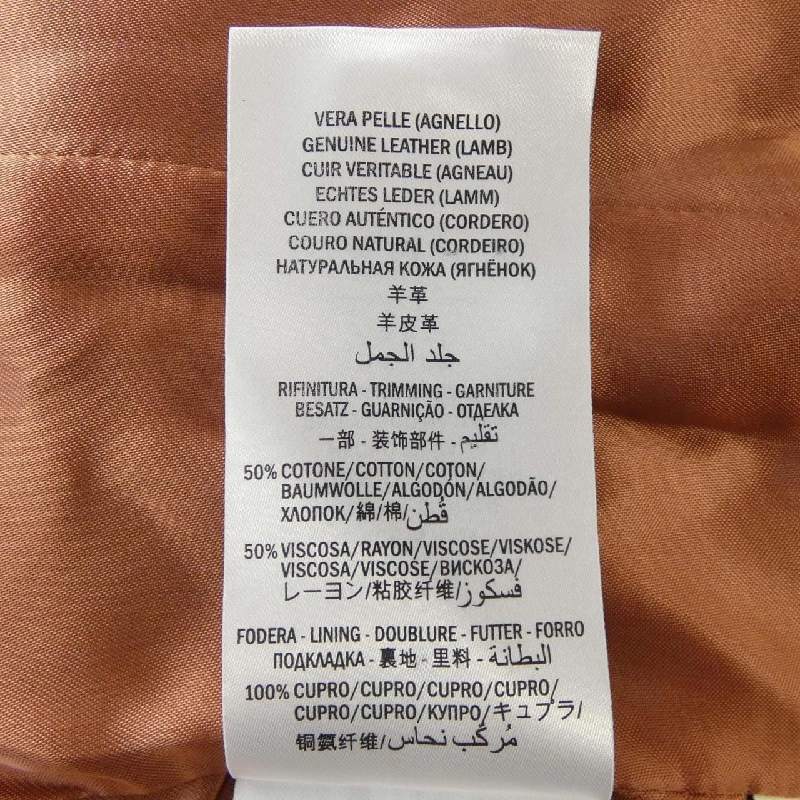 VERA PELLE (AGNELLO)
GENUINE LEATHER (LAMB)
CUIR VERITABLE (AGNEAU)
ECHTES LEDER (LAMM)
CUERO AUTÉNTICO (CORDERO)
COURO NATURAL (CORDEIRO)
НАТУРАЛЬНАЯ КОЖА (ЯГНЁНОК)
羊革
羊皮革
جلد الجمل
RIFINITURA - TRIMMING - GARNITURE
BESATZ - GUARNIÇÃO - ОТДЕЛКА
一部 - 装饰部件 - تقليم
50% COTONE/COTTON/COTON/
BAUMWOLLE/ALGODÓN/ALGODÃO/
ХЛОПОК/綿/棉/قُطن
50% VISCOSA/RAYON/VISCOSE/VISKOSE/
VISCOSA/VISCOSE/ВИСКОЗА/
レーヨン/粘胶纤维/فسكوز
FODERA - LINING - DOUBLURE - FUTTER - FORRO
ПОДКЛАДКА - 裏地 - 里料 - البطانة
100% CUPRO/CUPRO/CUPRO/CUPRO/
CUPRO/CUPRO/КУПРО/キュプラ/
铜氨纤维/مُركّب نحاس